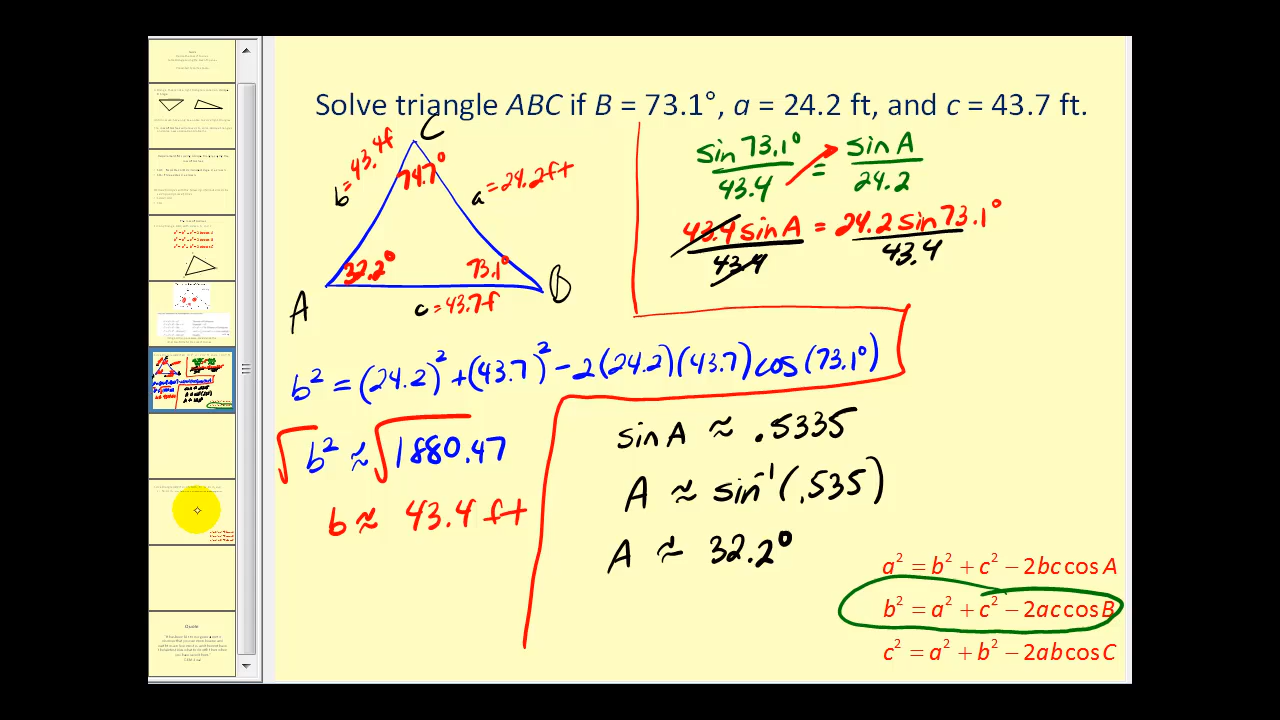 Solve triangle ABC if B = 73.1°, a = 24.2 ft, and c = 43.7 ft.
C
b = 43.4f
74.7°
a = 24.2ft
32.2°
73.1°
A
B
c = 43.7f
sin 73.1° / 43.4 = sin A / 24.2
43.4 sin A / 43.4 = 24.2 sin 73.1° / 43.4
b² = (24.2)² + (43.7)² - 2(24.2)(43.7) cos (73.1°)
√b² ≈ √1880.47
b ≈ 43.4 ft
sin A ≈ .5335
A ≈ sin⁻¹(.535)
A ≈ 32.2°
a² = b² + c² − 2bc cos A
b² = a² + c² − 2ac cos B
c² = a² + b² − 2ab cos C
Quote